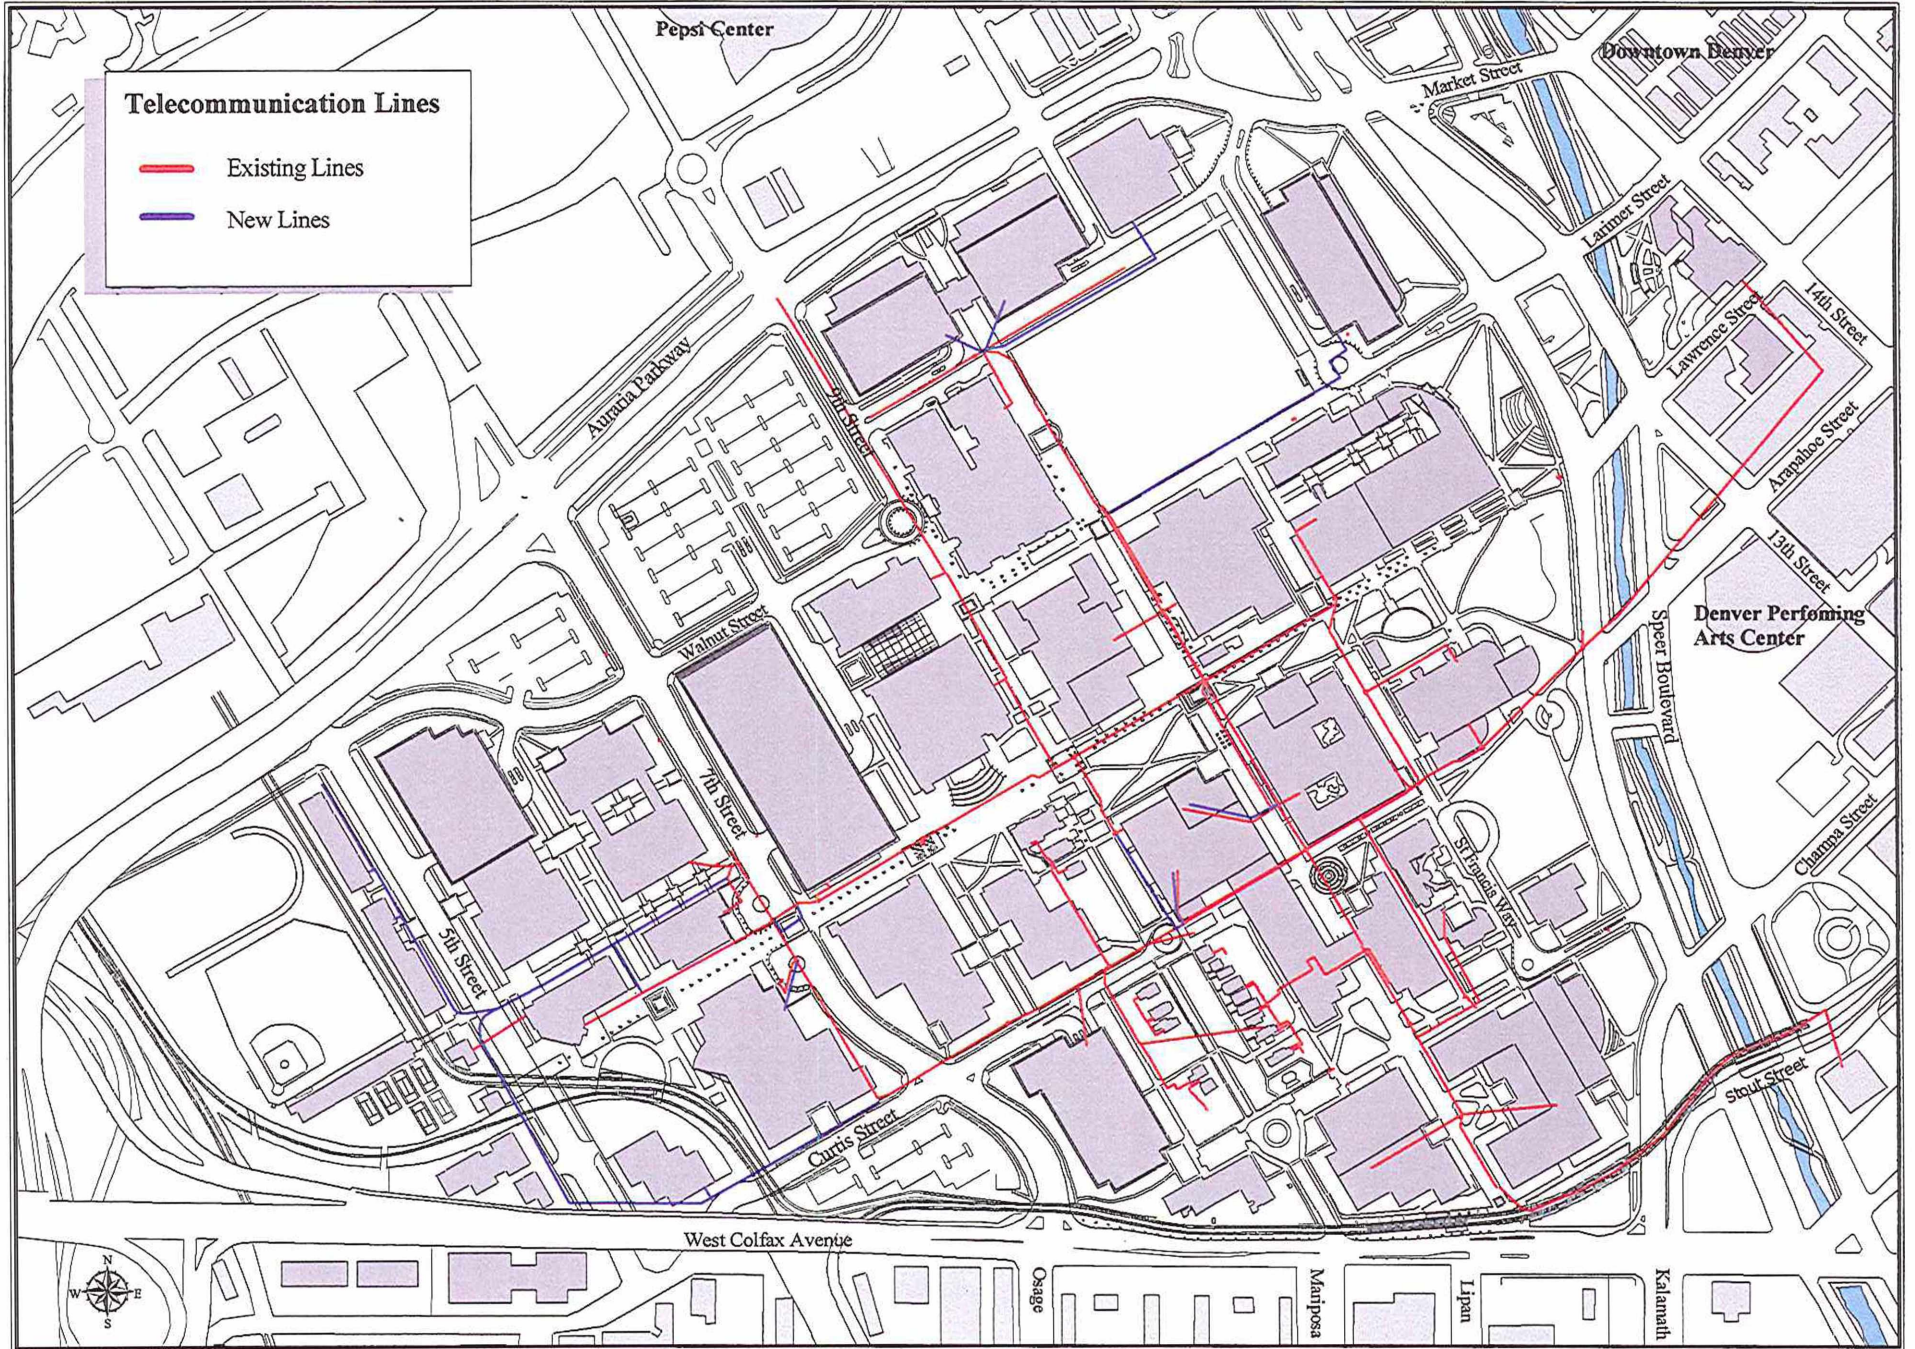 Pepsi Center
Downtown Denver
Market Street
Telecommunication Lines
Existing Lines
New Lines
Larimer Street
14th Street
Lawrence Street
Auraria Parkway
9th Street
Arapahoe Street
13th Street
Denver Perfoming
Arts Center
Walnut Street
Speer Boulevard
7th Street
Champa Street
St Francis Way
5th Street
Stout Street
Curtis Street
West Colfax Avenue
N
W
E
S
Osage
Mariposa
Lipan
Kalamath